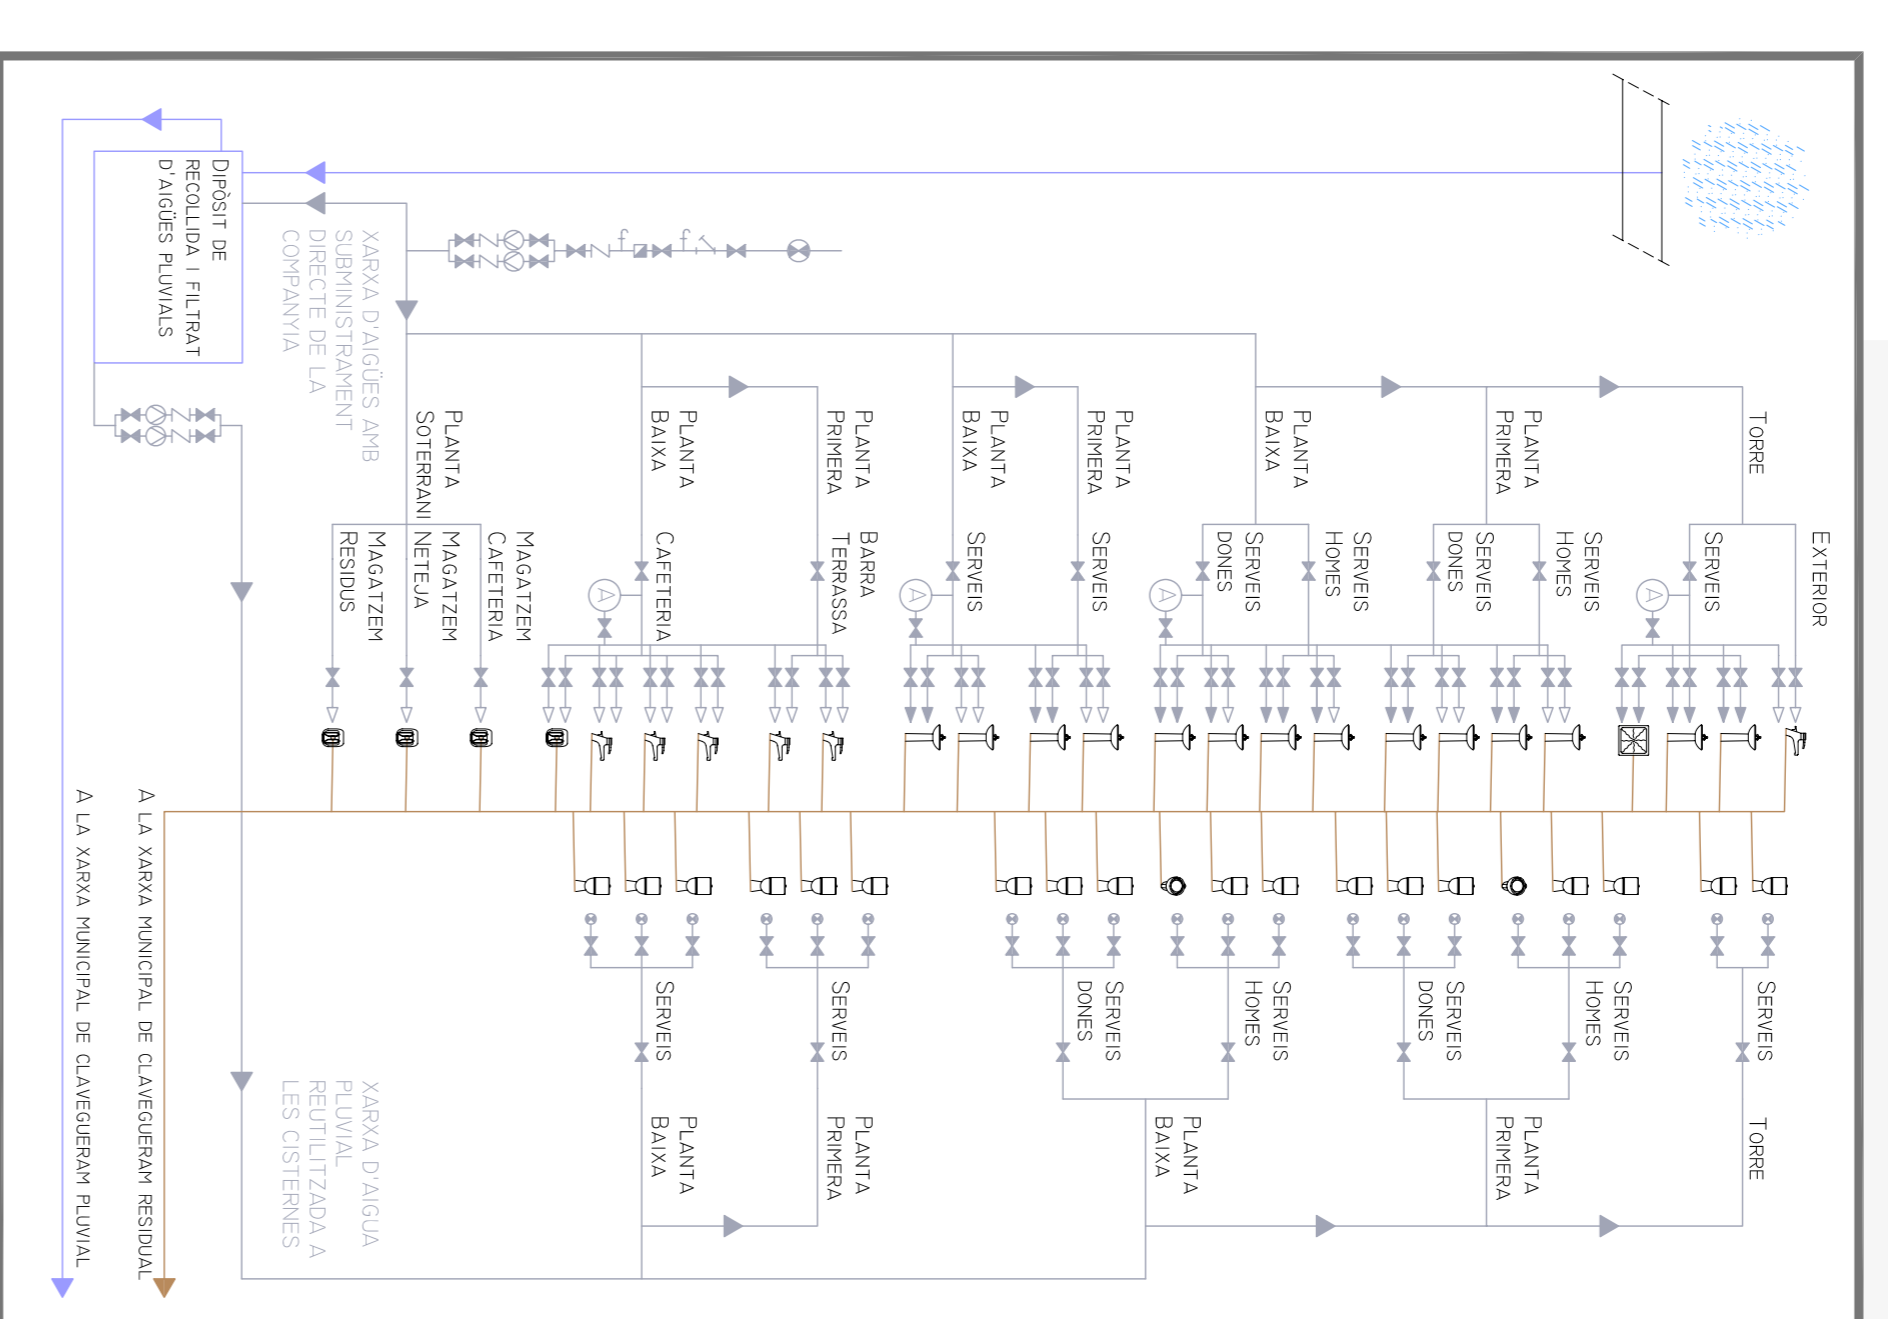 EXTERIOR
TORRE
SERVEIS
SERVEIS
TORRE
SERVEIS
HOMES
SERVEIS
HOMES
PLANTA
PRIMERA
SERVEIS
DONES
SERVEIS
DONES
PLANTA
PRIMERA
SERVEIS
HOMES
SERVEIS
HOMES
PLANTA
BAIXA
SERVEIS
DONES
SERVEIS
DONES
PLANTA
BAIXA
A
A
PLANTA
PRIMERA
SERVEIS
PLANTA
BAIXA
SERVEIS
A
PLANTA
PRIMERA
BARRA
TERRASSA
SERVEIS
PLANTA
PRIMERA
PLANTA
BAIXA
CAFETERIA
SERVEIS
PLANTA
BAIXA
A
MAGATZEM
CAFETERIA
PLANTA
SOTERRANI
MAGATZEM
NETEJA
MAGATZEM
RESIDUS
XARXA D'AIGÜES AMB
SUBMINISTRAMENT
DIRECTE DE LA
COMPANYIA
XARXA D'AIGUA
PLUVIAL
REUTILITZADA A
LES CISTERNES
DIPÒSIT DE
RECOLLIDA I FILTRAT
D'AIGÜES PLUVIALS
A LA XARXA MUNICIPAL DE CLAVEGUERAM RESIDUAL
A LA XARXA MUNICIPAL DE CLAVEGUERAM PLUVIAL